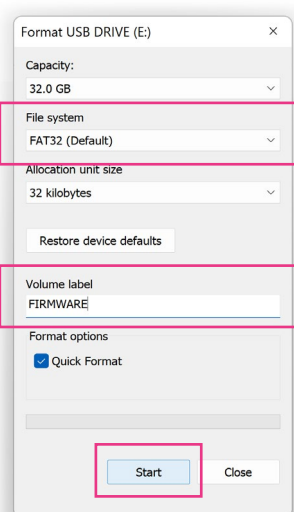 Format USB DRIVE (E:)
Capacity:
32.0 GB
File system
FAT32 (Default)
Allocation unit size
32 kilobytes
Restore device defaults
Volume label
FIRMWARE
Format options
Quick Format
Start Close